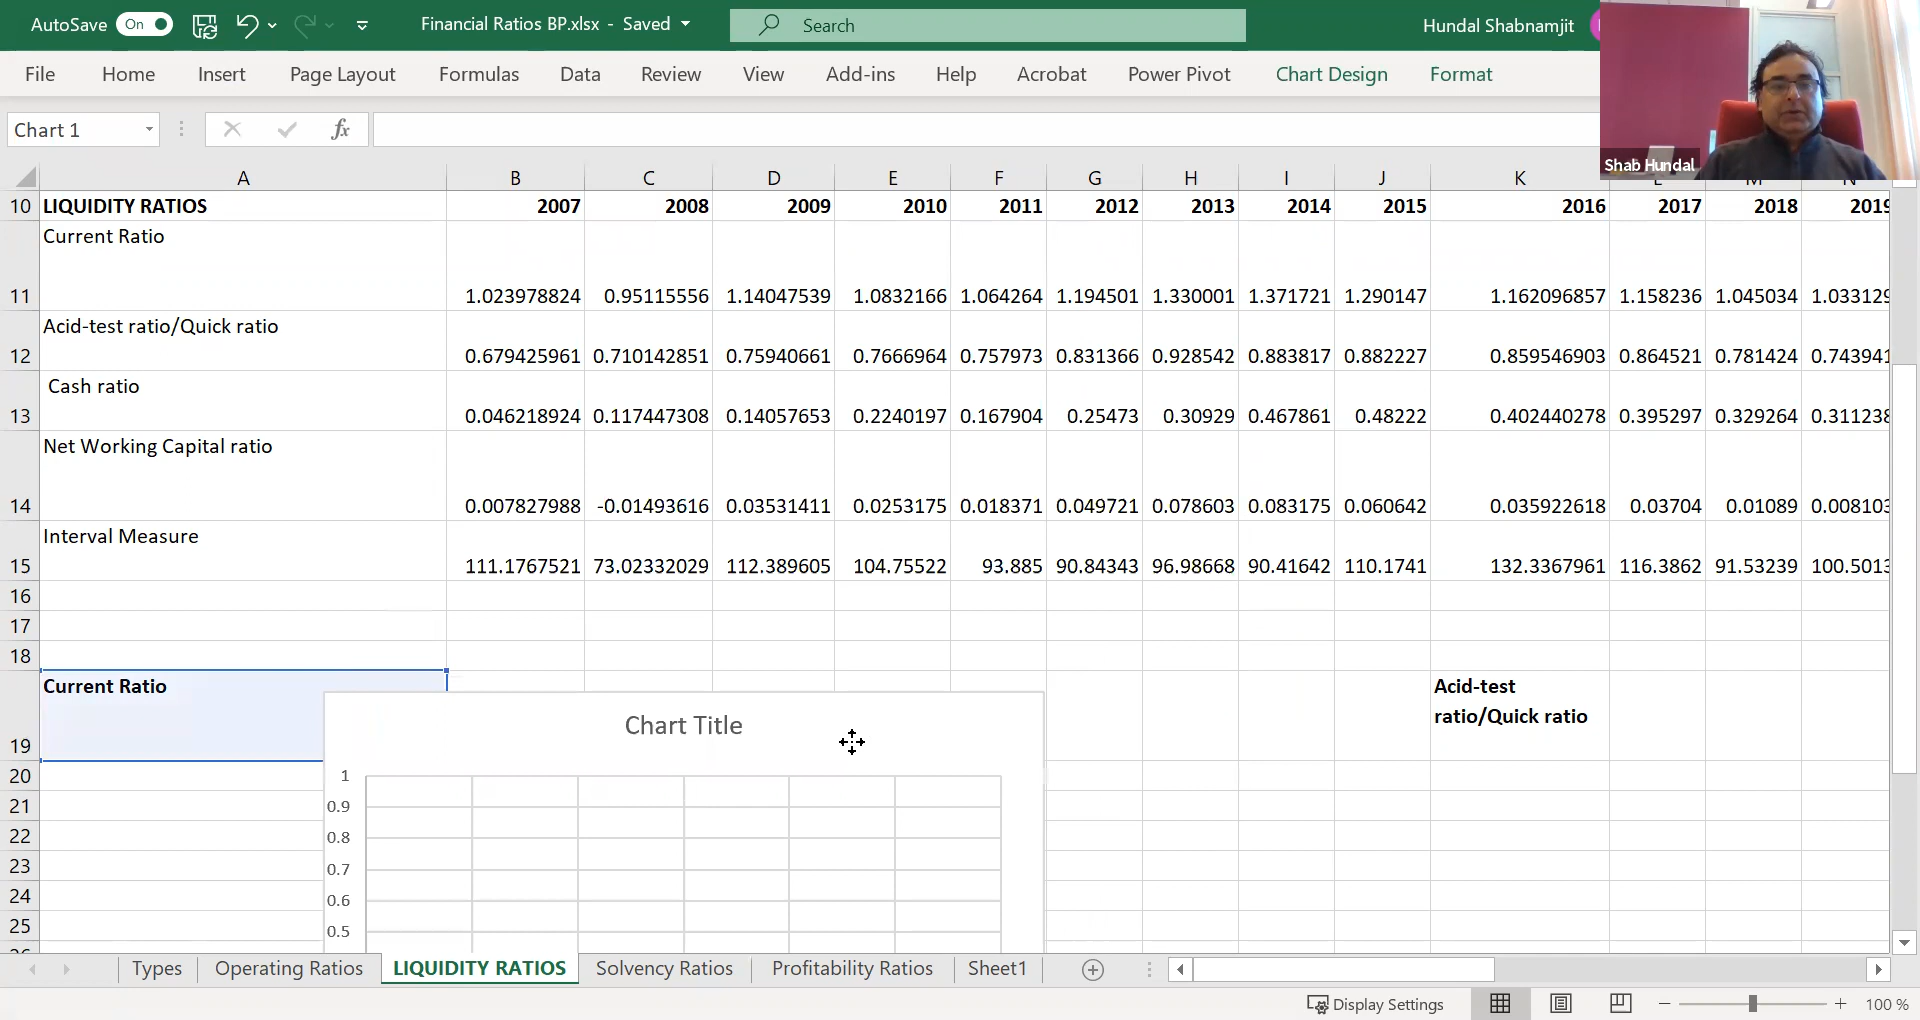 AutoSave On Financial Ratios BP.xlsx - Saved Search Hundal Shabnamjit
File Home Insert Page Layout Formulas Data Review View Add-ins Help Acrobat Power Pivot Chart Design Format
Chart 1 fx
Shab Hundal
A B C D E F G H I J K
10 LIQUIDITY RATIOS 2007 2008 2009 2010 2011 2012 2013 2014 2015 2016 2017 2018 2019
Current Ratio
11 1.023978824 0.95115556 1.14047539 1.0832166 1.064264 1.194501 1.330001 1.371721 1.290147 1.162096857 1.158236 1.045034 1.033129
Acid-test ratio/Quick ratio
12 0.679425961 0.710142851 0.75940661 0.7666964 0.757973 0.831366 0.928542 0.883817 0.882227 0.859546903 0.864521 0.781424 0.743941
Cash ratio
13 0.046218924 0.117447308 0.14057653 0.2240197 0.167904 0.25473 0.30929 0.467861 0.48222 0.402440278 0.395297 0.329264 0.311238
Net Working Capital ratio
14 0.007827988 -0.01493616 0.03531411 0.0253175 0.018371 0.049721 0.078603 0.083175 0.060642 0.035922618 0.03704 0.01089 0.008103
Interval Measure
15 111.1767521 73.02332029 112.389605 104.75522 93.885 90.84343 96.98668 90.41642 110.1741 132.3367961 116.3862 91.53239 100.5013
16
17
18
Current Ratio Acid-test
ratio/Quick ratio
Chart Title
19
20 1
21 0.9
22 0.8
23 0.7
24 0.6
25 0.5
Types Operating Ratios LIQUIDITY RATIOS Solvency Ratios Profitability Ratios Sheet1
Display Settings 100 %